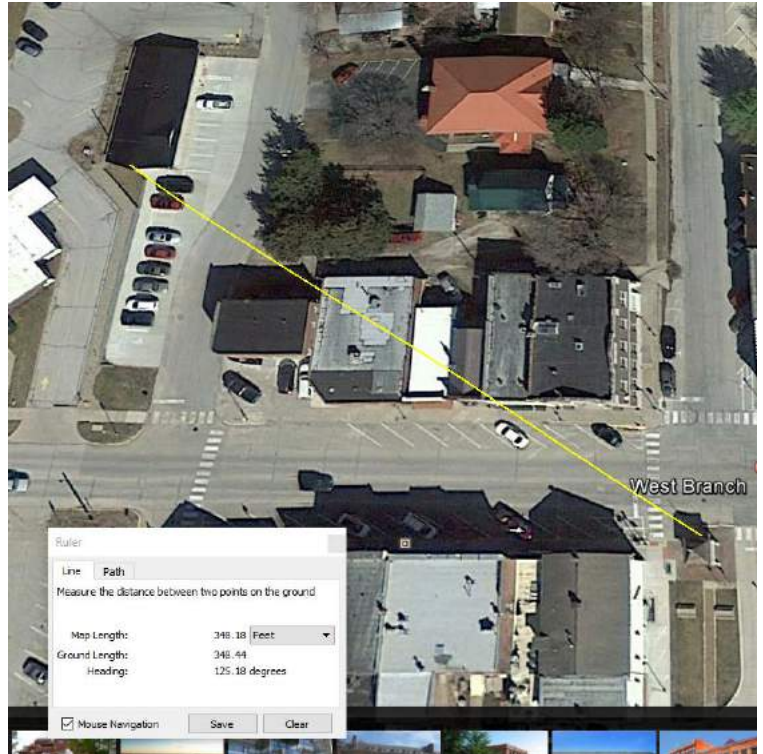 West Branch
Ruler
Line Path
Measure the distance between two points on the ground
Map Length: 348.18 Feet
Ground Length: 348.44
Heading: 125.18 degrees
Mouse Navigation Save Clear